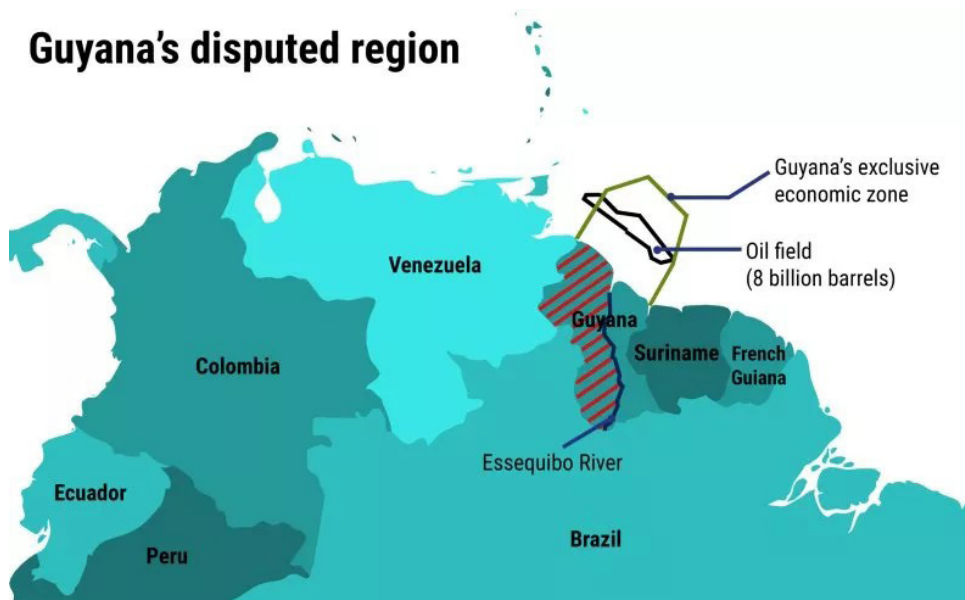 Guyana's disputed region
Guyana's exclusive
economic zone
Oil field
(8 billion barrels)
Venezuela
Guyana
Suriname
French
Guiana
Colombia
Essequibo River
Ecuador
Brazil
Peru